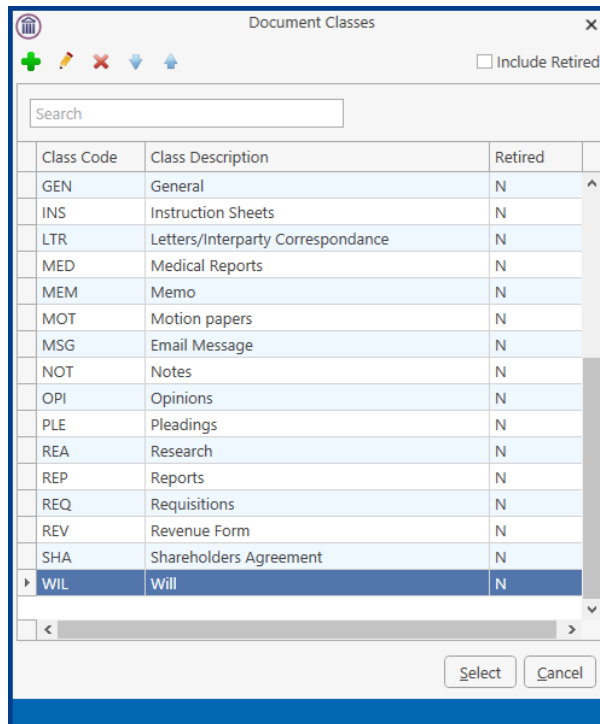 Document Classes
Include Retired
Search
Class Code Class Description Retired
GEN General N
INS Instruction Sheets N
LTR Letters/Interparty Correspondance N
MED Medical Reports N
MEM Memo N
MOT Motion papers N
MSG Email Message N
NOT Notes N
OPI Opinions N
PLE Pleadings N
REA Research N
REP Reports N
REQ Requisitions N
REV Revenue Form N
SHA Shareholders Agreement N
WIL Will N
Select Cancel